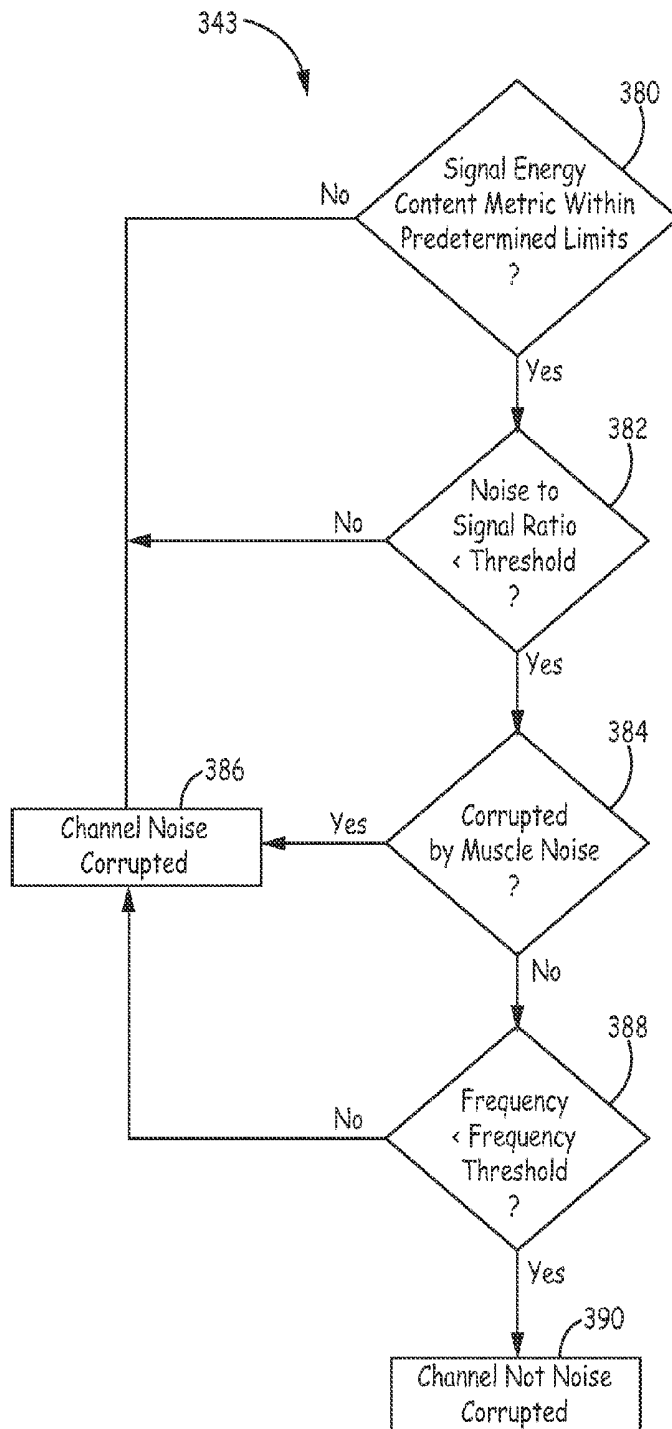 343
380
Signal Energy
Content Metric Within
Predetermined Limits
?
No
Yes
382
Noise to
Signal Ratio
< Threshold
?
No
Yes
384
386
Channel Noise
Corrupted
Yes
Corrupted
by Muscle Noise
?
No
388
Frequency
< Frequency
Threshold
?
No
Yes
390
Channel Not Noise
Corrupted